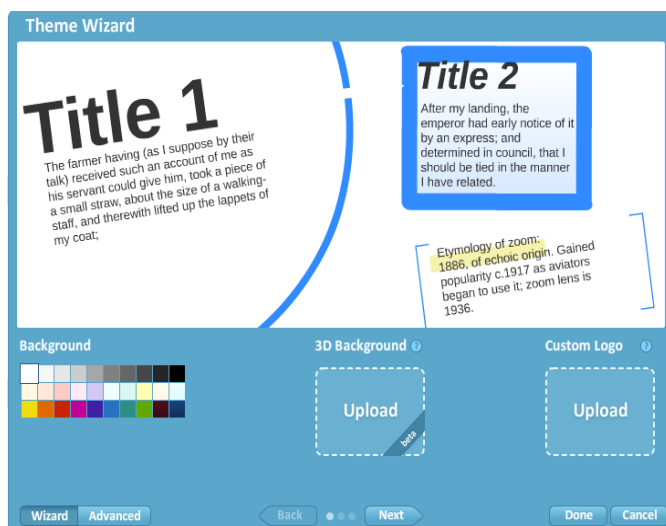 Theme Wizard
Title 1
The farmer having (as I suppose by their
talk) received such an account of me as
his servant could give him, took a piece of
a small straw, about the size of a walking-
staff, and therewith lifted up the lappets of
my coat;
Title 2
After my landing, the
emperor had early notice of it
by an express; and
determined in council, that I
should be tied in the manner
I have related.
Etymology of zoom:
1886, of echoic origin. Gained
popularity c.1917 as aviators
began to use it; zoom lens is
1936.
Background
3D Background ?
Custom Logo ?
Upload
beta
Upload
Wizard Advanced
Back
Next
Done
Cancel